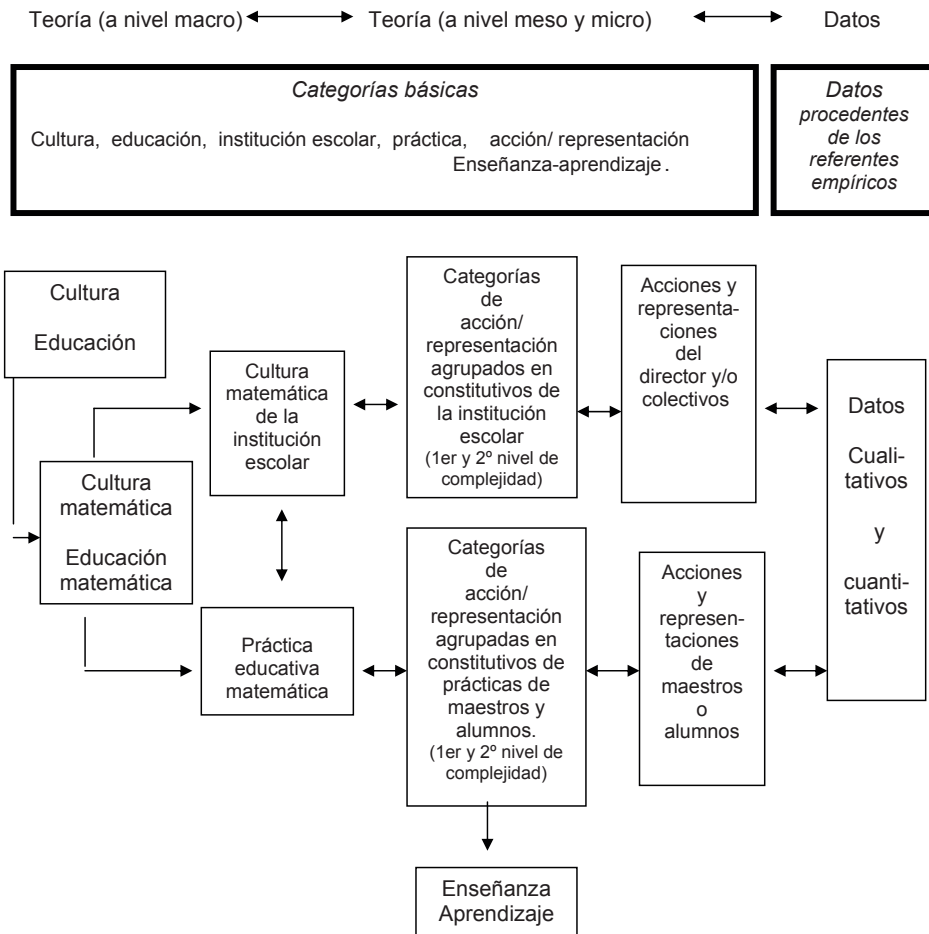 Teoría (a nivel macro) Teoría (a nivel meso y micro) Datos
Categorías básicas
Cultura, educación, institución escolar, práctica, acción/ representación
Enseñanza-aprendizaje.
Datos
procedentes
de los
referentes
empíricos
Cultura
Educación
Cultura
matemática
Educación
matemática
Cultura
matemática
de la
institución
escolar
Práctica
educativa
matemática
Categorías
de
acción/
representación
agrupados en
constitutivos de
la institución
escolar
(1er y 2º nivel de
complejidad)
Categorías
de
acción/
representación
agrupadas en
constitutivos de
prácticas de
maestros y
alumnos.
(1er y 2º nivel de
complejidad)
Enseñanza
Aprendizaje
Acciones y
representa-
ciones
del
director y/o
colectivos
Acciones
y
represen-
taciones
de
maestros
o
alumnos
Datos
Cuali-
tativos
y
cuanti-
tativos